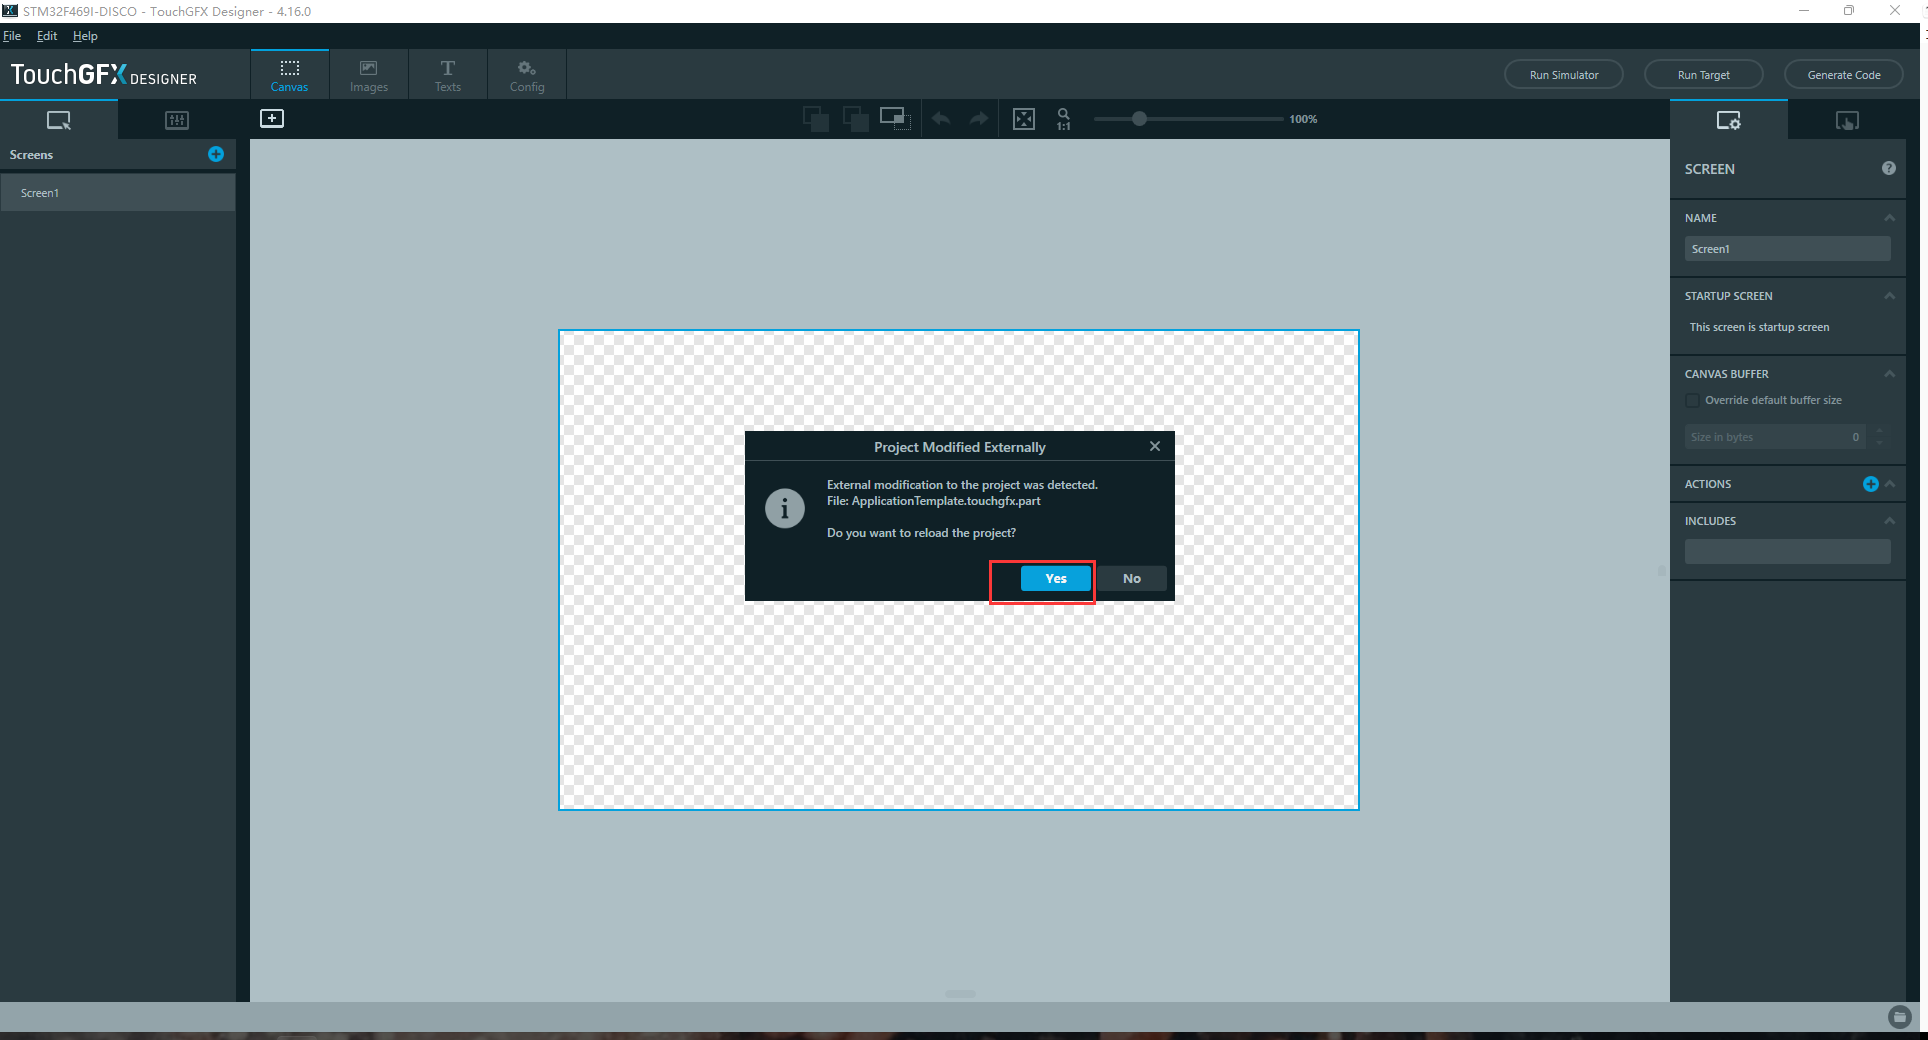 STM32F469I-DISCO - TouchGFX Designer - 4.16.0
File Edit Help
TouchGFX DESIGNER
Canvas
Images
Texts
Config
Run Simulator
Run Target
Generate Code
1:1
100%
Screens
Screen1
SCREEN
NAME
Screen1
STARTUP SCREEN
This screen is startup screen
CANVAS BUFFER
Override default buffer size
Size in bytes 0
ACTIONS
INCLUDES
Project Modified Externally
External modification to the project was detected.
File: ApplicationTemplate.touchgfx.part
Do you want to reload the project?
Yes
No